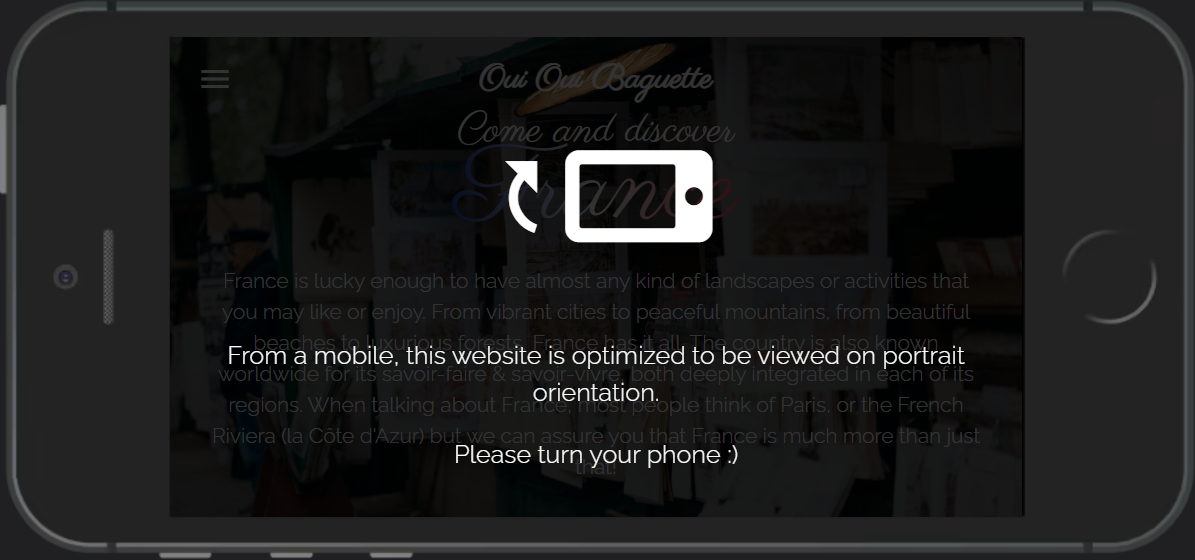 Oui Oui Baguette
Come and discover
France
France is lucky enough to have almost any kind of landscapes or activities that
you may like or enjoy. From vibrant cities to peaceful mountains, from beautiful
beaches to luxurious forests, France has it all. The country is also known
From a mobile, this website is optimized to be viewed on portrait
worldwide for its savoir-faire & savoir-vivre, both deeply integrated in each of its
orientation.
regions. When talking about France, most people think of Paris, or the French
Riviera (la Côte d'Azur) but we can assure you that France is much more than just
Please turn your phone :)
that!